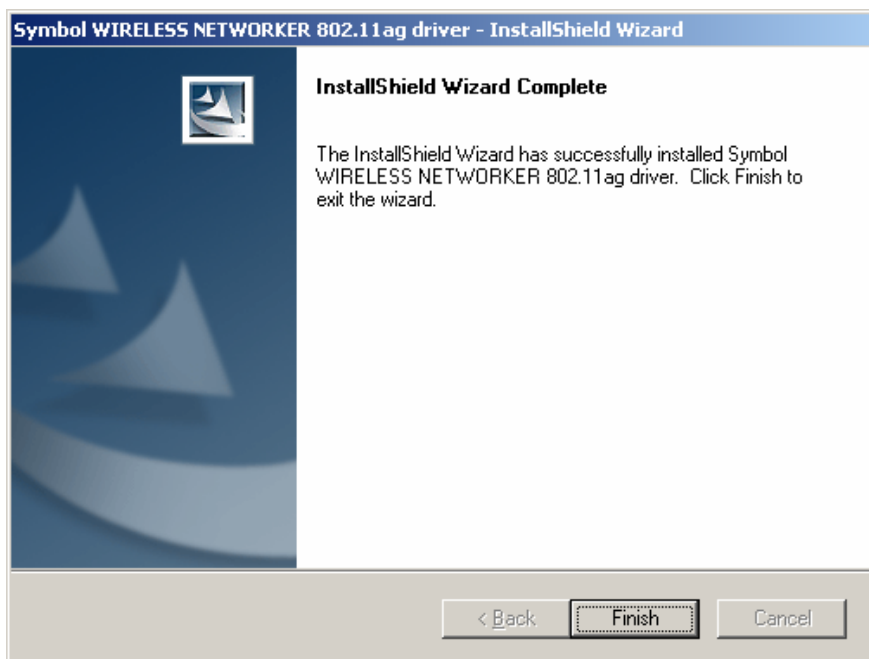 Symbol WIRELESS NETWORKER 802.11ag driver - InstallShield Wizard
InstallShield Wizard Complete
The InstallShield Wizard has successfully installed Symbol
WIRELESS NETWORKER 802.11ag driver. Click Finish to
exit the wizard.
< Back Finish Cancel